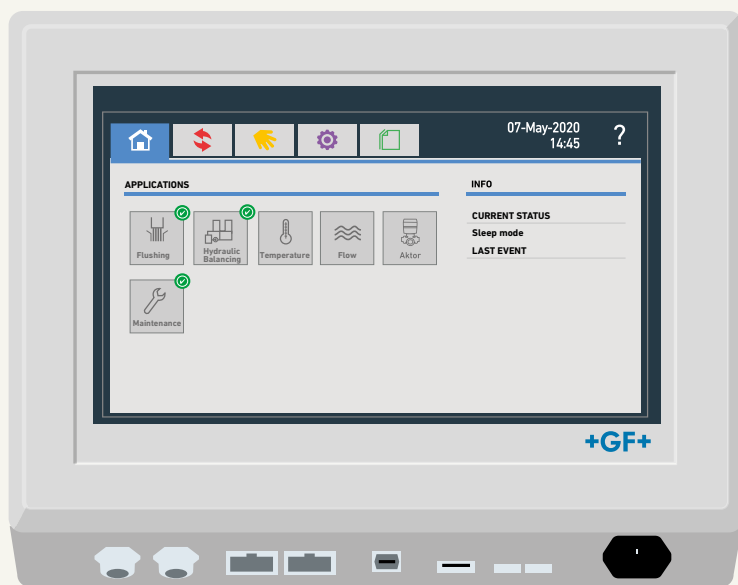 07-May-2020
14:45
?
APPLICATIONS
INFO
Flushing
Hydraulic
Balancing
Temperature
Flow
Aktor
Maintenance
CURRENT STATUS
Sleep mode
LAST EVENT
+GF+